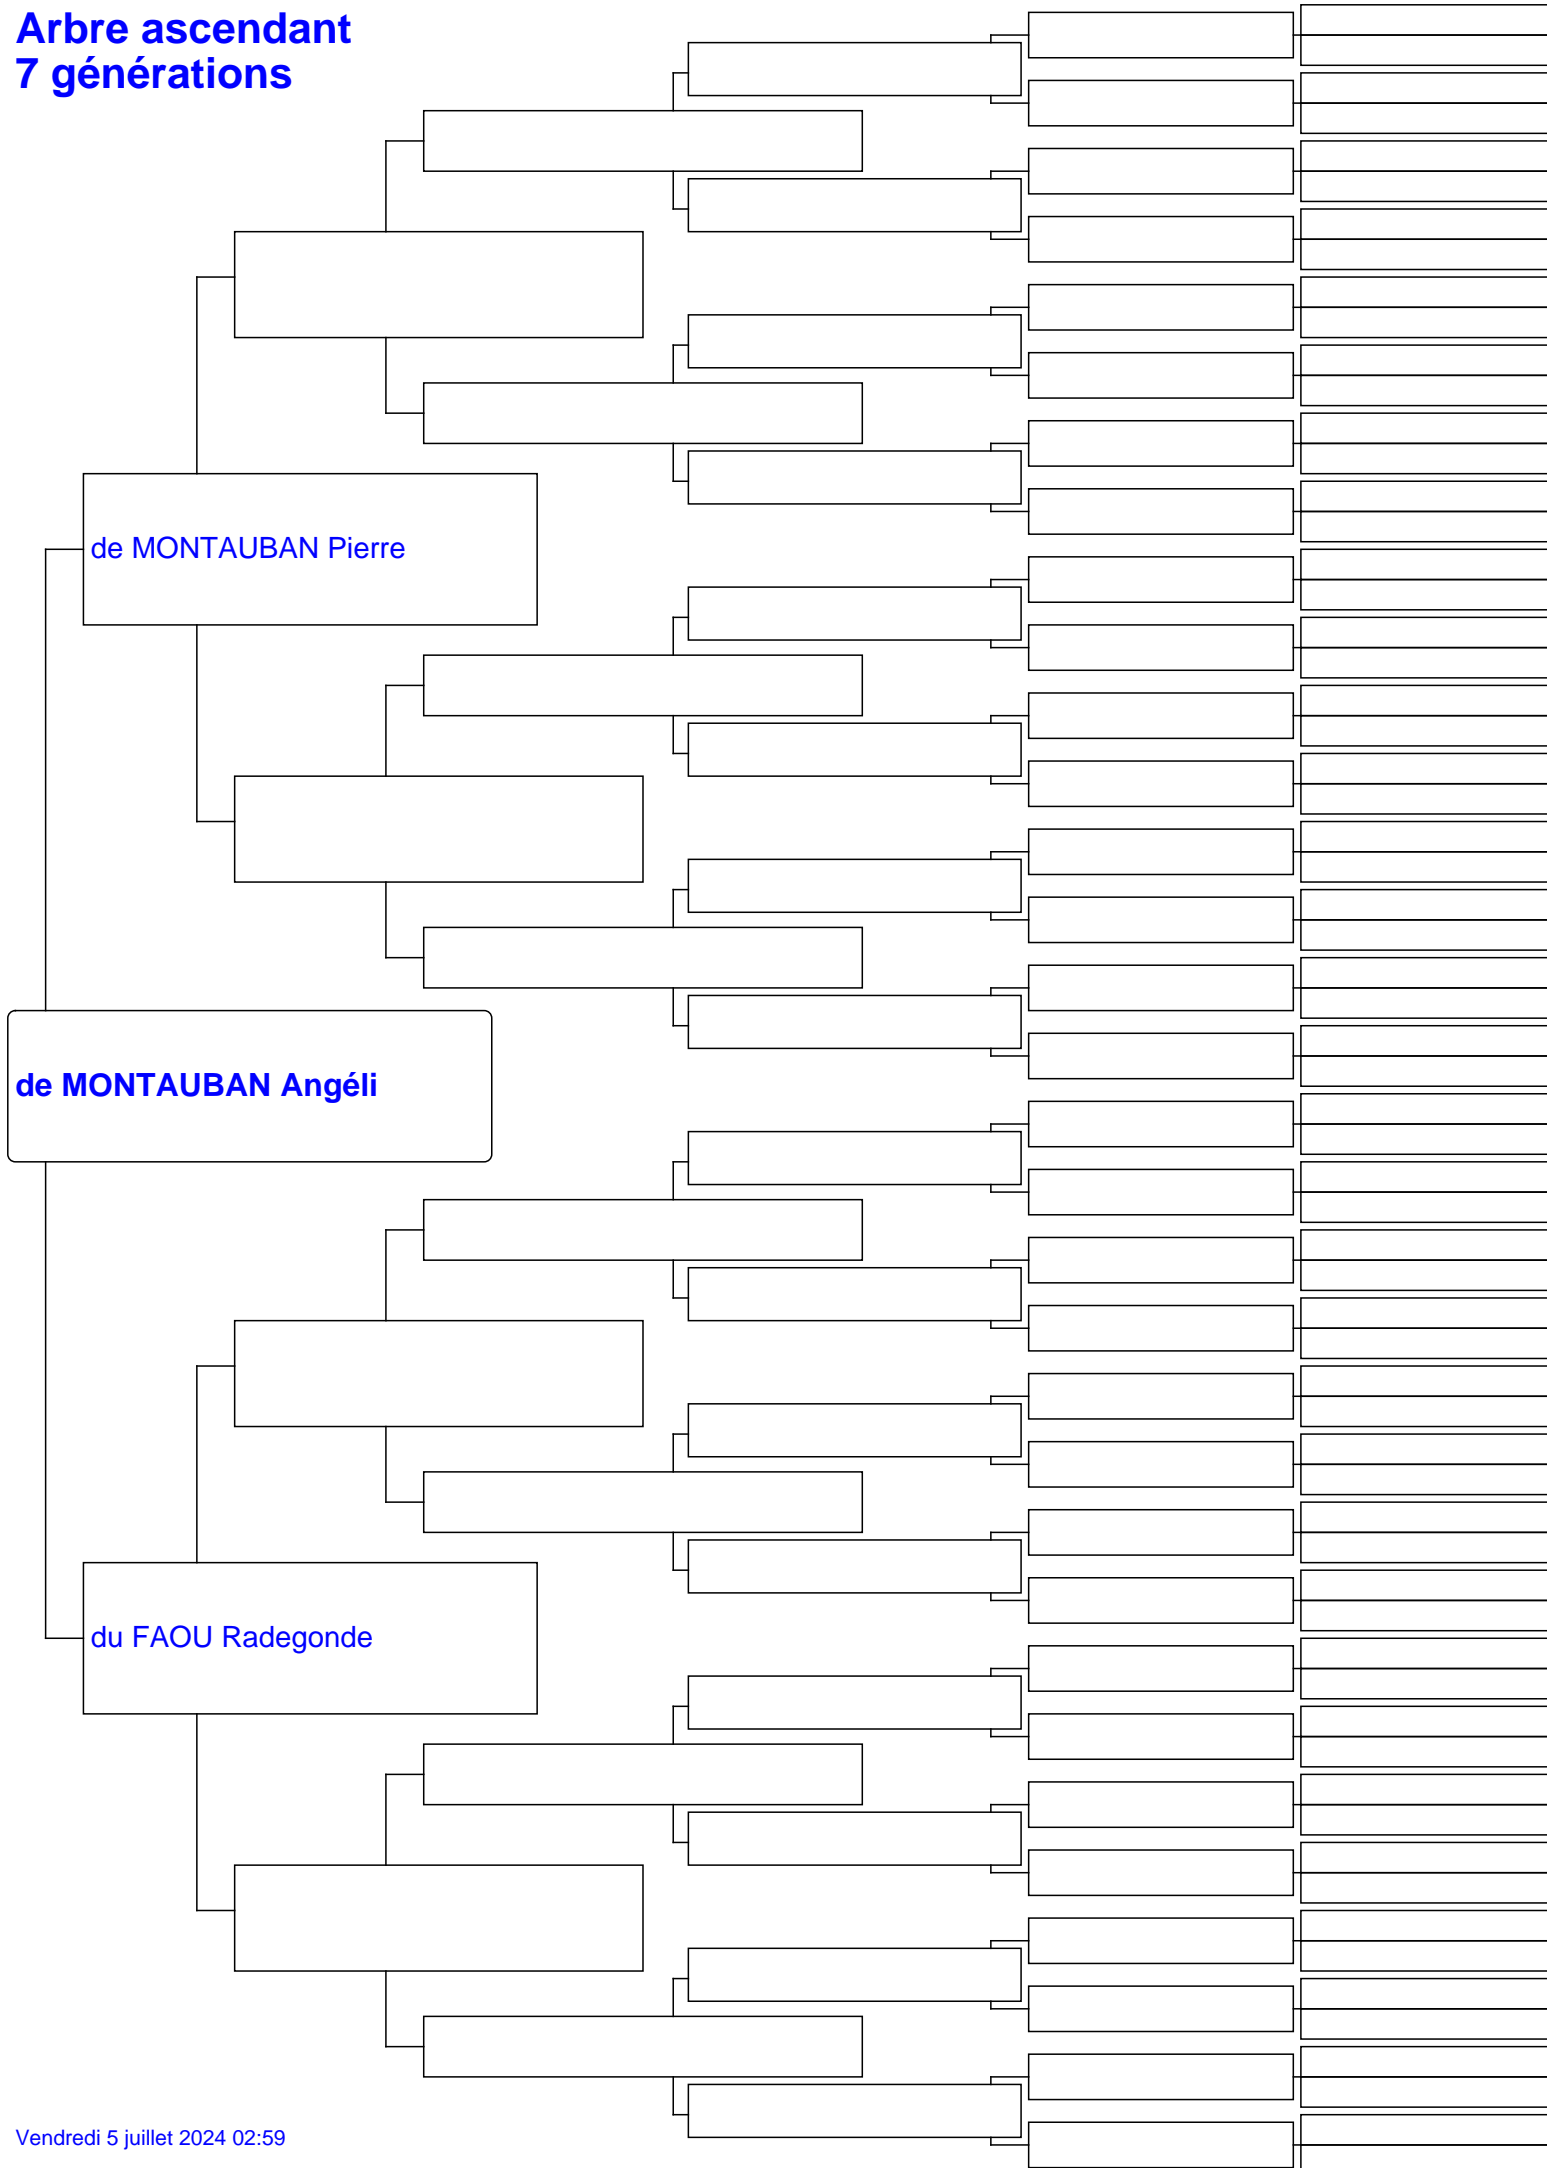 Arbre ascendant
7 générations
de MONTAUBAN Pierre
de MONTAUBAN Angéli
du FAOU Radegonde
Vendredi 5 juillet 2024 02:59